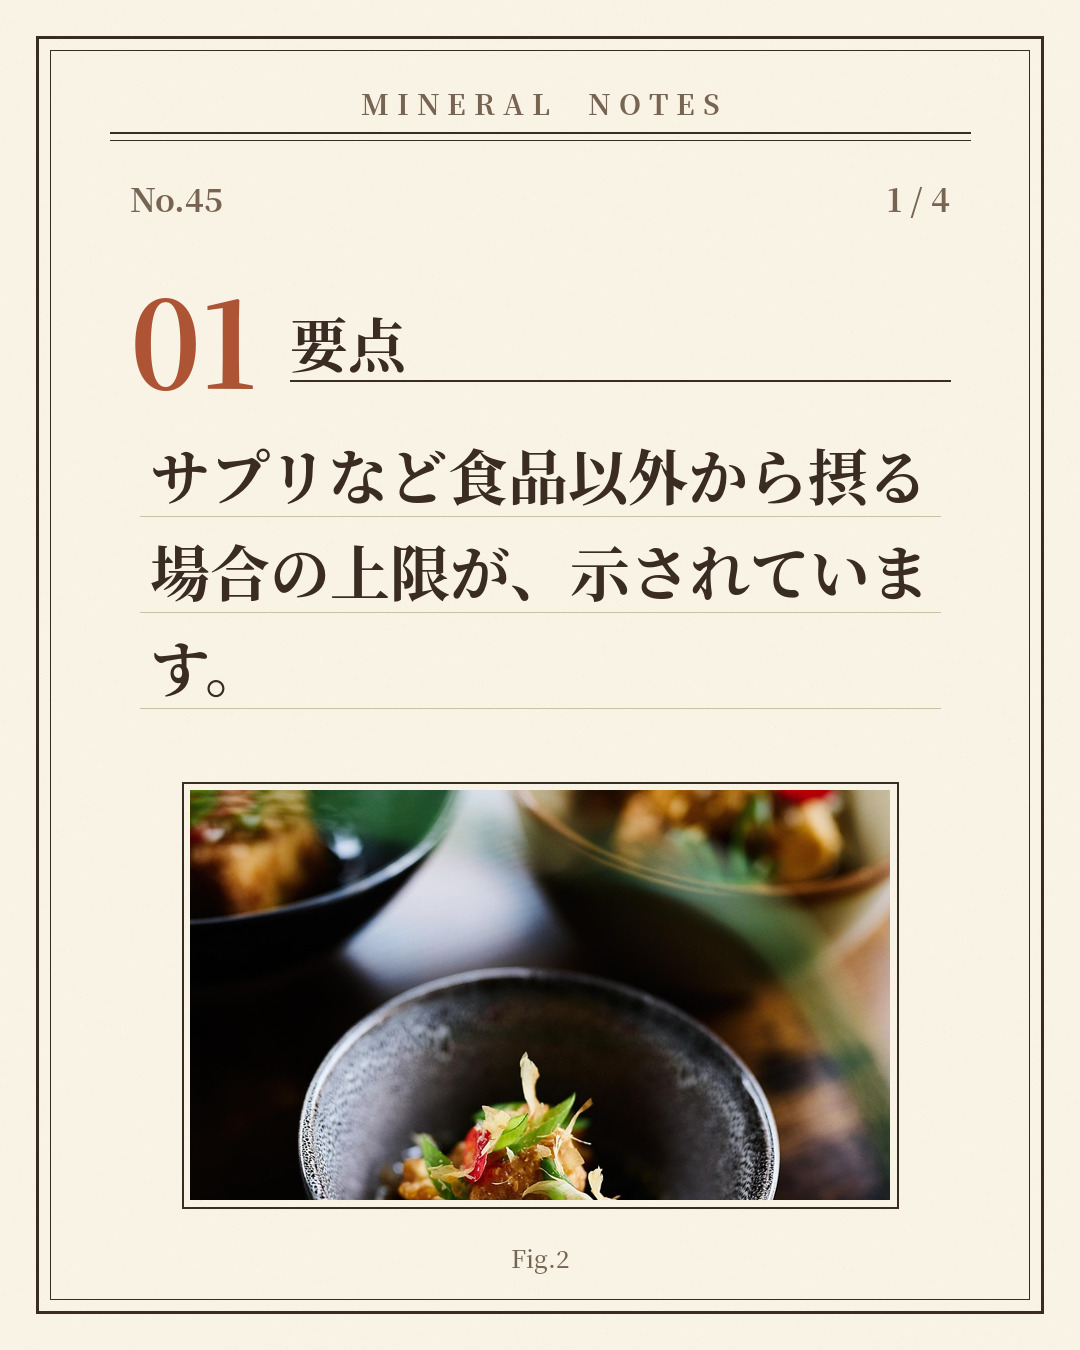 MINERAL NOTES
No.45
1 / 4
01 要点
サプリなど食品以外から摂る
場合の上限が、示されていま
す。
Fig.2